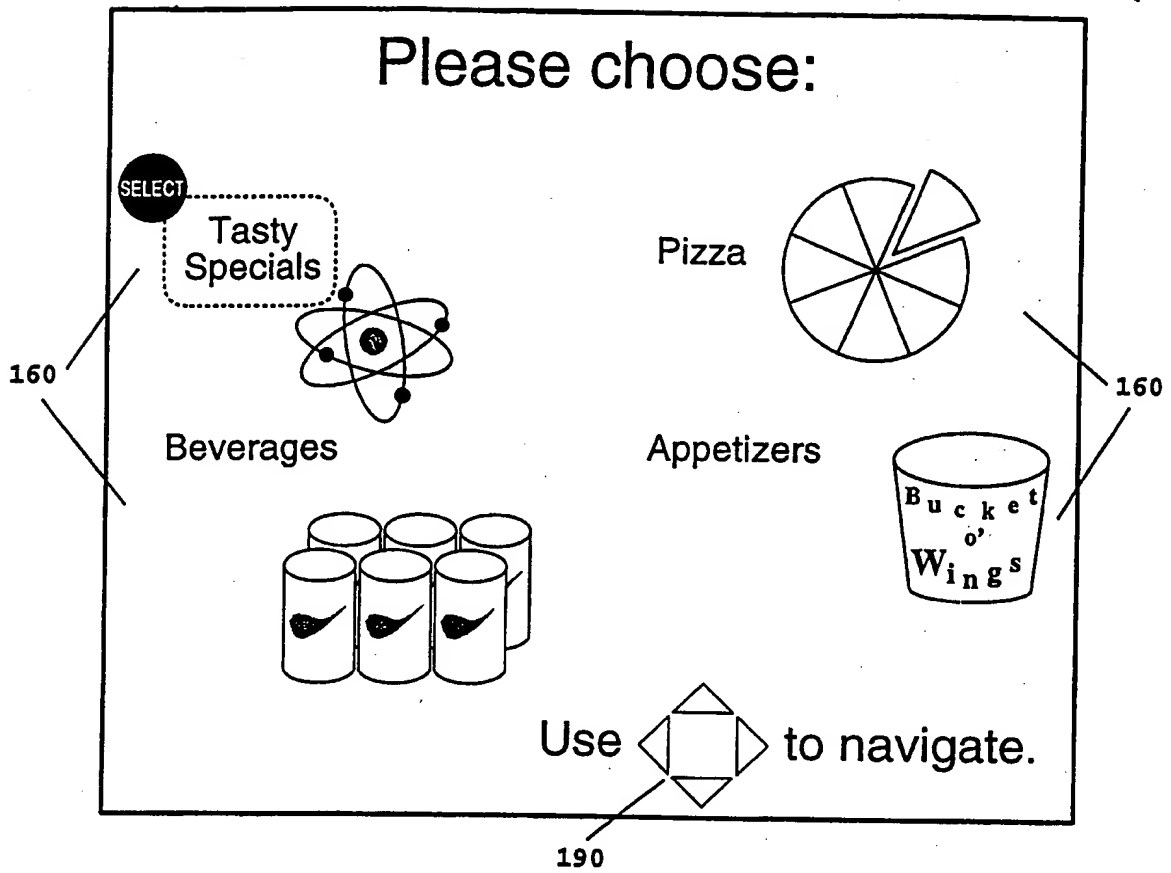 Please choose:
SELECT
Tasty
Specials
Pizza
160
160
Beverages
Appetizers
Bucket
o'
Wings
Use to navigate.
190